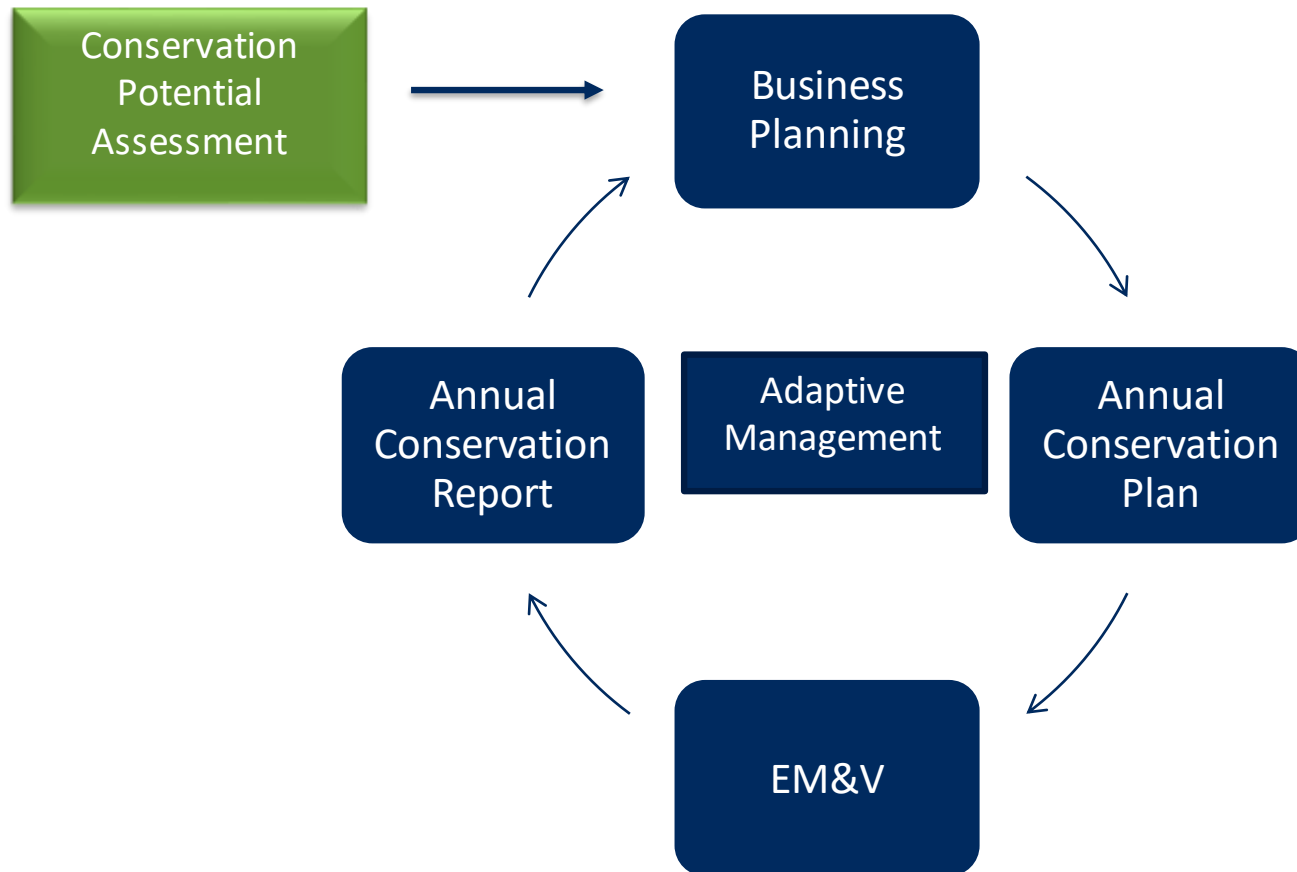 Conservation
Potential
Assessment
Business
Planning
Annual
Conservation
Report
Adaptive
Management
Annual
Conservation
Plan
EM&V